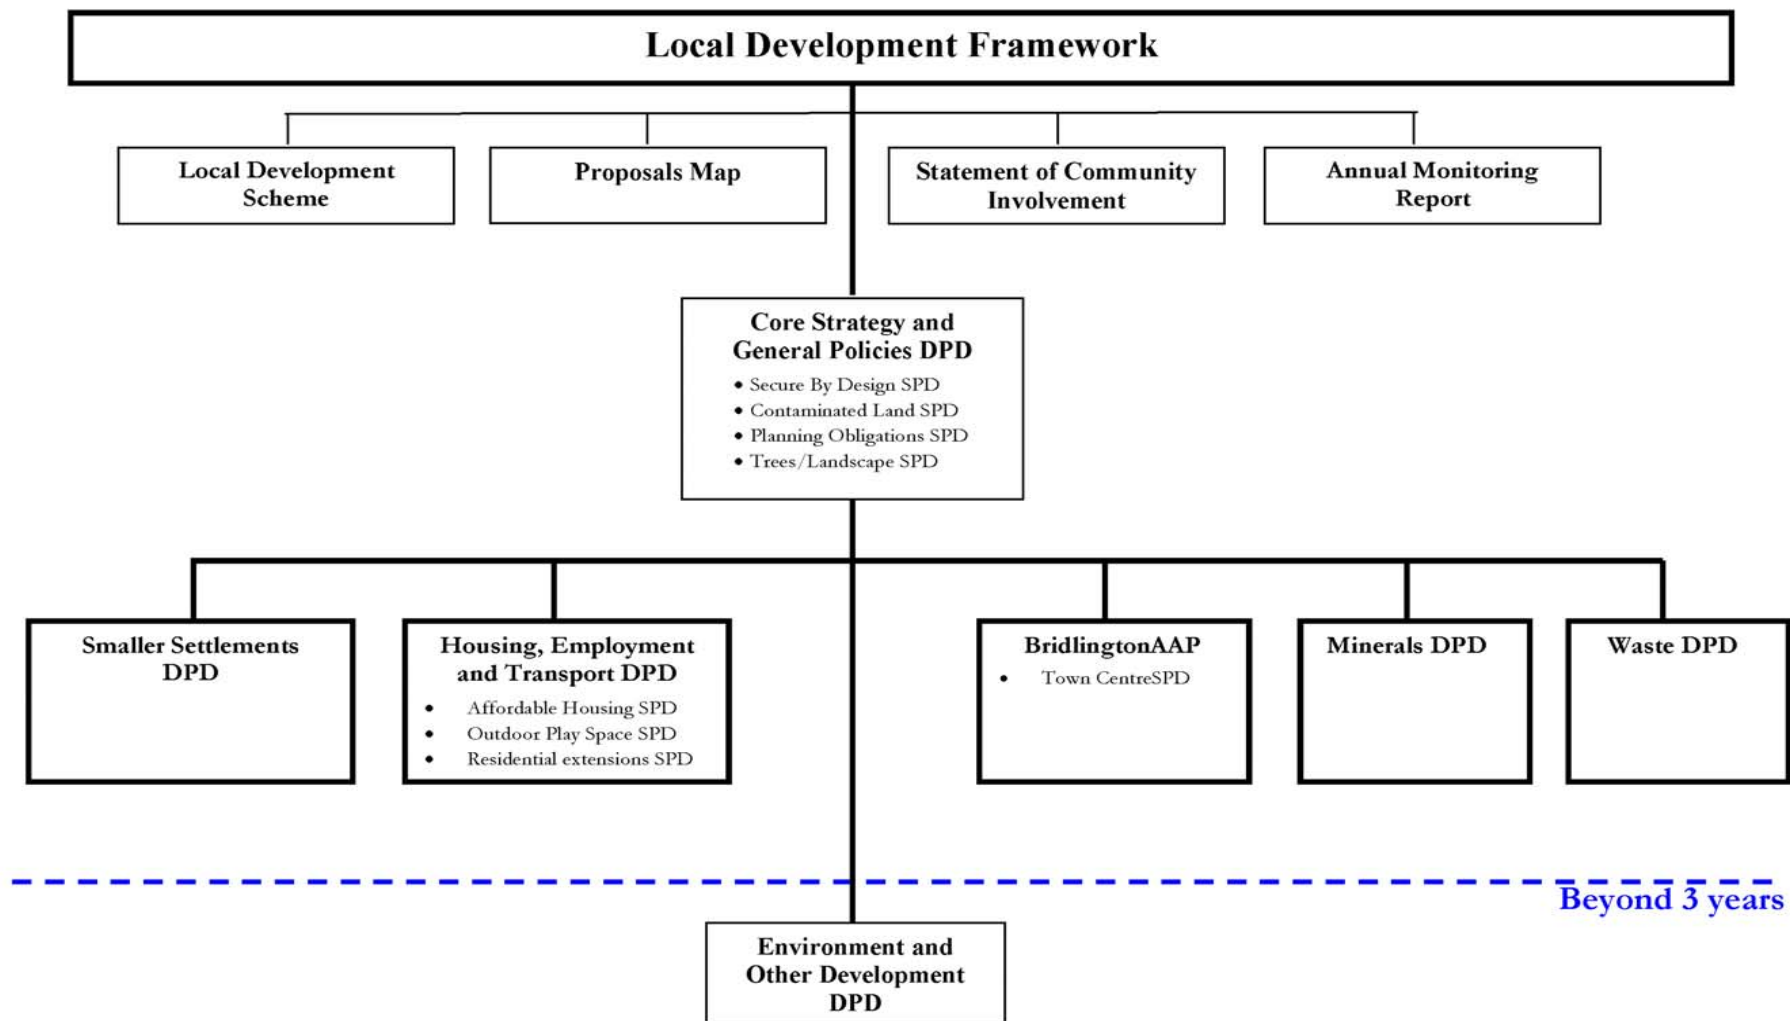 Local Development Framework
Local Development
Scheme
Proposals Map
Statement of Community
Involvement
Annual Monitoring
Report
Core Strategy and
General Policies DPD
• Secure By Design SPD
• Contaminated Land SPD
• Planning Obligations SPD
• Trees/Landscape SPD
Smaller Settlements
DPD
Housing, Employment
and Transport DPD
• Affordable Housing SPD
• Outdoor Play Space SPD
• Residential extensions SPD
BridlingtonAAP
• Town CentreSPD
Minerals DPD
Waste DPD
Beyond 3 years
Environment and
Other Development
DPD